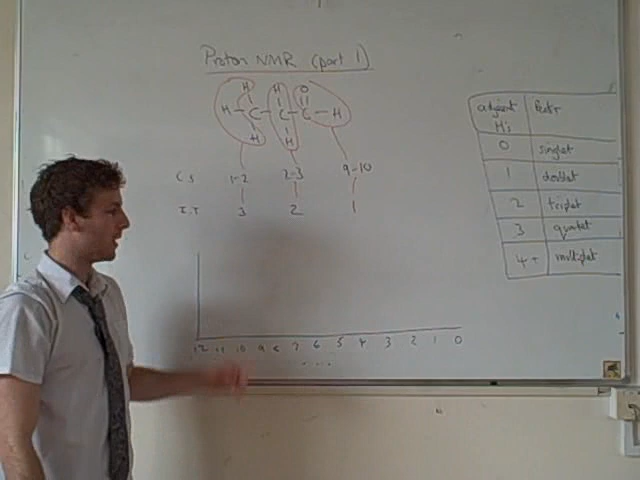 Proton NMR (part 1)
H H O
H - C - C - C - H
H H
C.S 1-2 2-3 9-10
I.T 3 2 1
12 11 10 9 8 7 6 5 4 3 2 1 0
adjacent H's
0 singlet
1 doublet
2 triplet
3 quartet
4+ multiplet